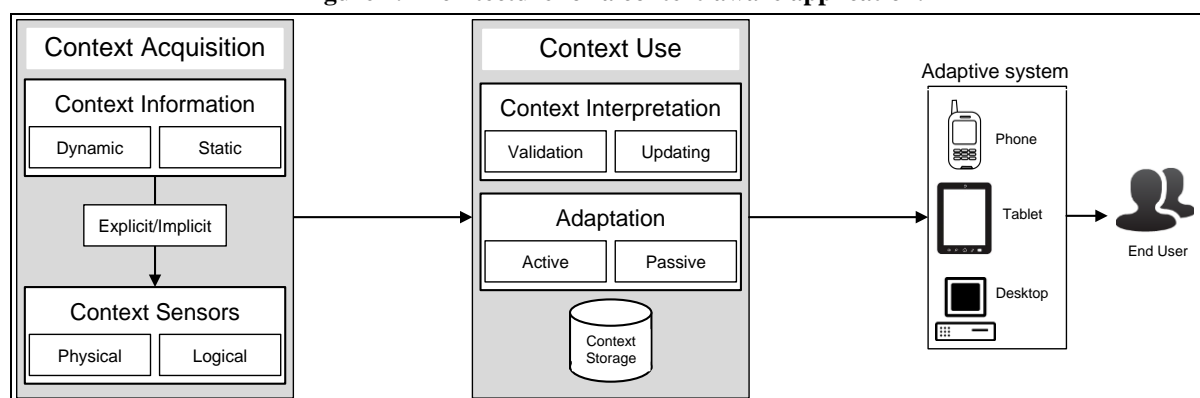 Context Acquisition
Context Information
Dynamic
Static
Explicit/Implicit
Context Sensors
Physical
Logical
Context Use
Context Interpretation
Validation
Updating
Adaptation
Active
Passive
Context
Storage
Adaptive system
Phone
Tablet
Desktop
End User